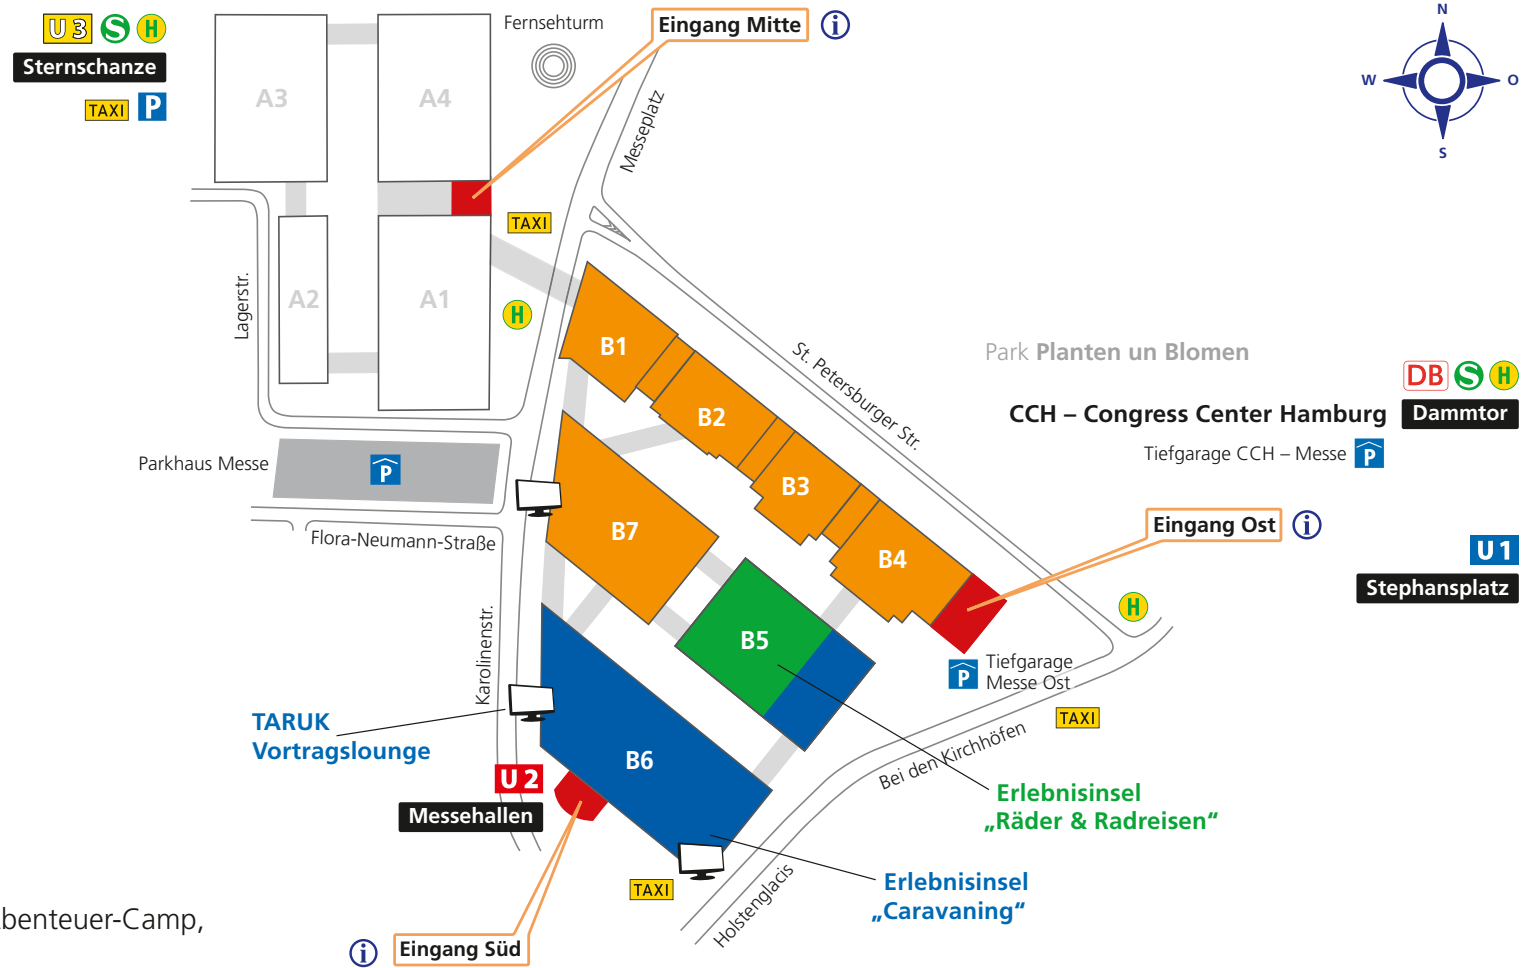 U 3 S H
Sternschanze
TAXI P
Fernsehturm
Eingang Mitte i
N
W O
S
A3
A4
Messeplatz
TAXI
Lagerstr.
A2
A1
H
B1
St. Petersburger Str.
Park Planten un Blomen
DB S H
CCH – Congress Center Hamburg Dammtor
Tiefgarage CCH – Messe P
B2
Parkhaus Messe P
B3
Eingang Ost i
U 1
Stephansplatz
Flora-Neumann-Straße
B7
B4
H
Karolinenstr.
B5
P Tiefgarage
Messe Ost
TAXI
TARUK
Vortragslounge
B6
Bei den Kirchhöfen
U 2
Messehallen
Erlebnisinsel
„Räder & Radreisen“
TAXI
Erlebnisinsel
„Caravaning“
Holstenglacis
benteuer-Camp,
i Eingang Süd